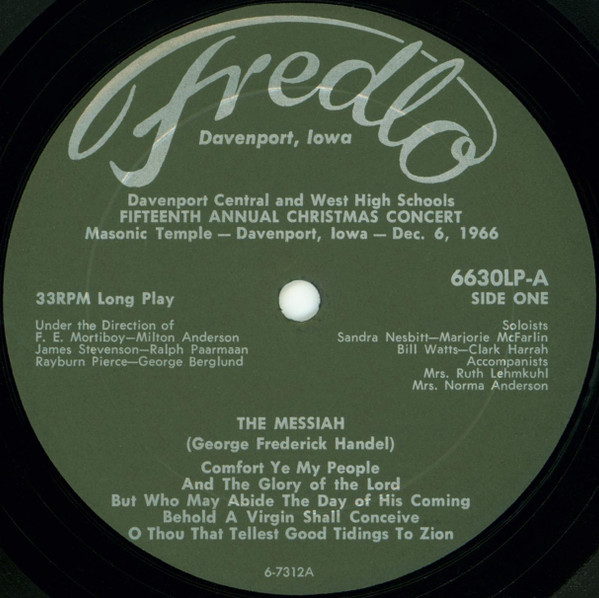 Fredlo
Davenport, Iowa
Davenport Central and West High Schools
FIFTEENTH ANNUAL CHRISTMAS CONCERT
Masonic Temple — Davenport, Iowa — Dec. 6, 1966
6630LP-A
33RPM Long Play
SIDE ONE
Under the Direction of
F. E. Mortiboy—Milton Anderson
James Stevenson—Ralph Paarmaan
Rayburn Pierce—George Berglund
Soloists
Sandra Nesbitt—Marjorie McFarlin
Bill Watts—Clark Harrah
Accompanists
Mrs. Ruth Lehmkuhl
Mrs. Norma Anderson
THE MESSIAH
(George Frederick Handel)
Comfort Ye My People
And The Glory of the Lord
But Who May Abide The Day of His Coming
Behold A Virgin Shall Conceive
O Thou That Tellest Good Tidings To Zion
6-7312A